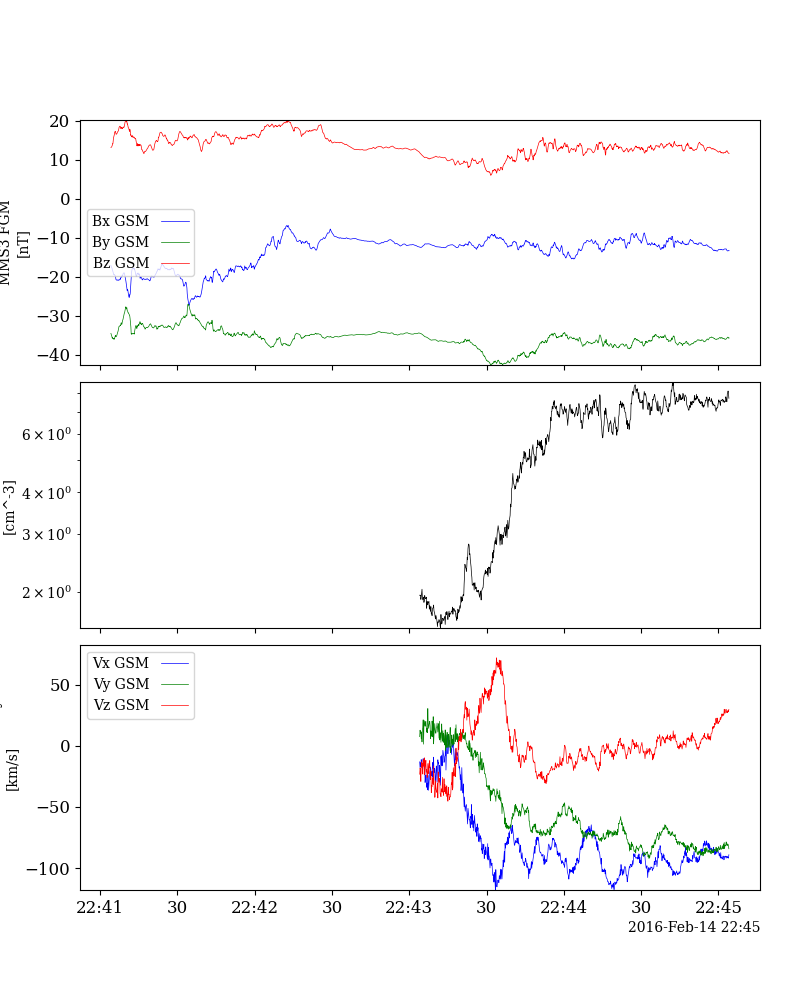 20
10
0
−10
−20
−30
−40
MMS3 FGM
[nT]
Bx GSM
By GSM
Bz GSM
6 × 10⁰
4 × 10⁰
3 × 10⁰
2 × 10⁰
[cm^-3]
50
0
−50
−100
[km/s]
Vx GSM
Vy GSM
Vz GSM
22:41 30 22:42 30 22:43 30 22:44 30 22:45
2016-Feb-14 22:45